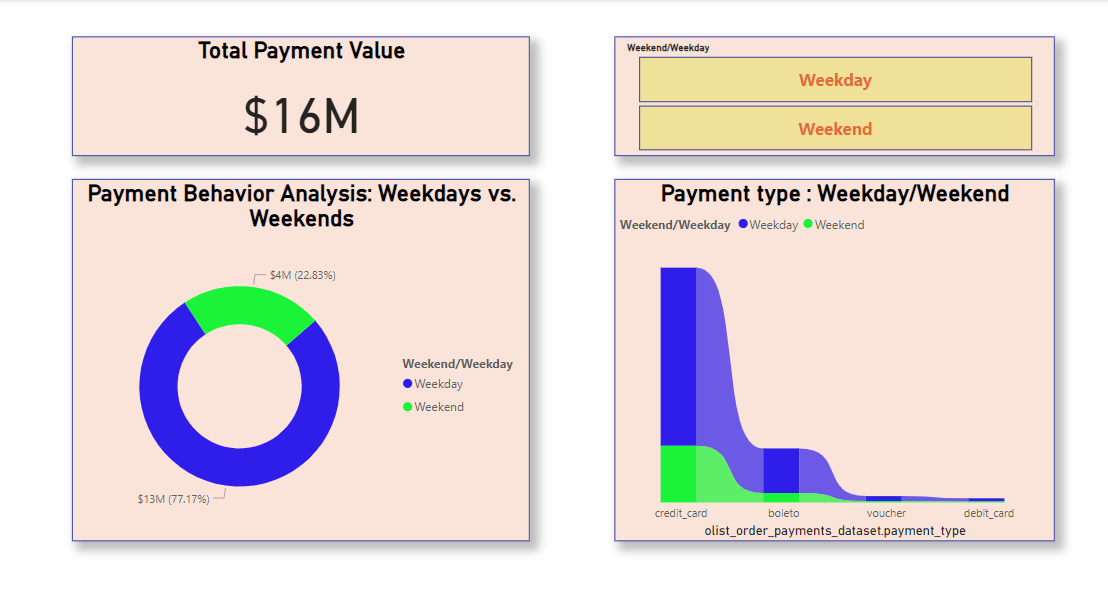 Total Payment Value
$16M
Weekend/Weekday
Weekday
Weekend
Payment Behavior Analysis: Weekdays vs.
Weekends
$4M (22.83%)
$13M (77.17%)
Weekend/Weekday
Weekday
Weekend
Payment type : Weekday/Weekend
Weekend/Weekday Weekday Weekend
credit_card boleto voucher debit_card
olist_order_payments_dataset.payment_type